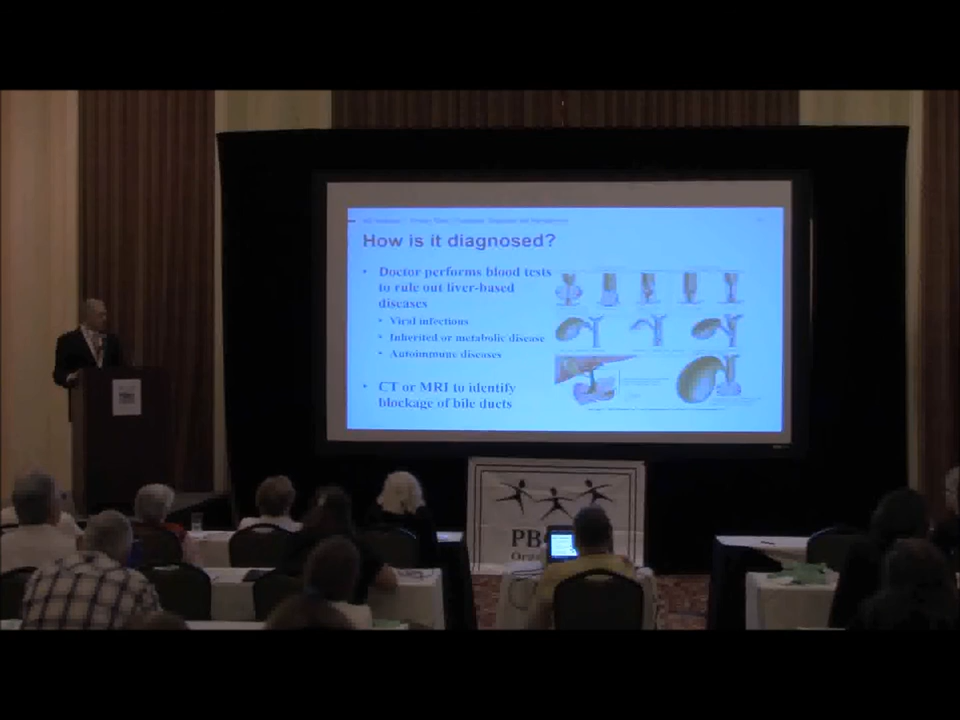 How is it diagnosed?
• Doctor performs blood tests
to rule out liver-based
diseases
• Viral infections
• Inherited or metabolic disease
• Autoimmune diseases
• CT or MRI to identify
blockage of bile ducts
PB